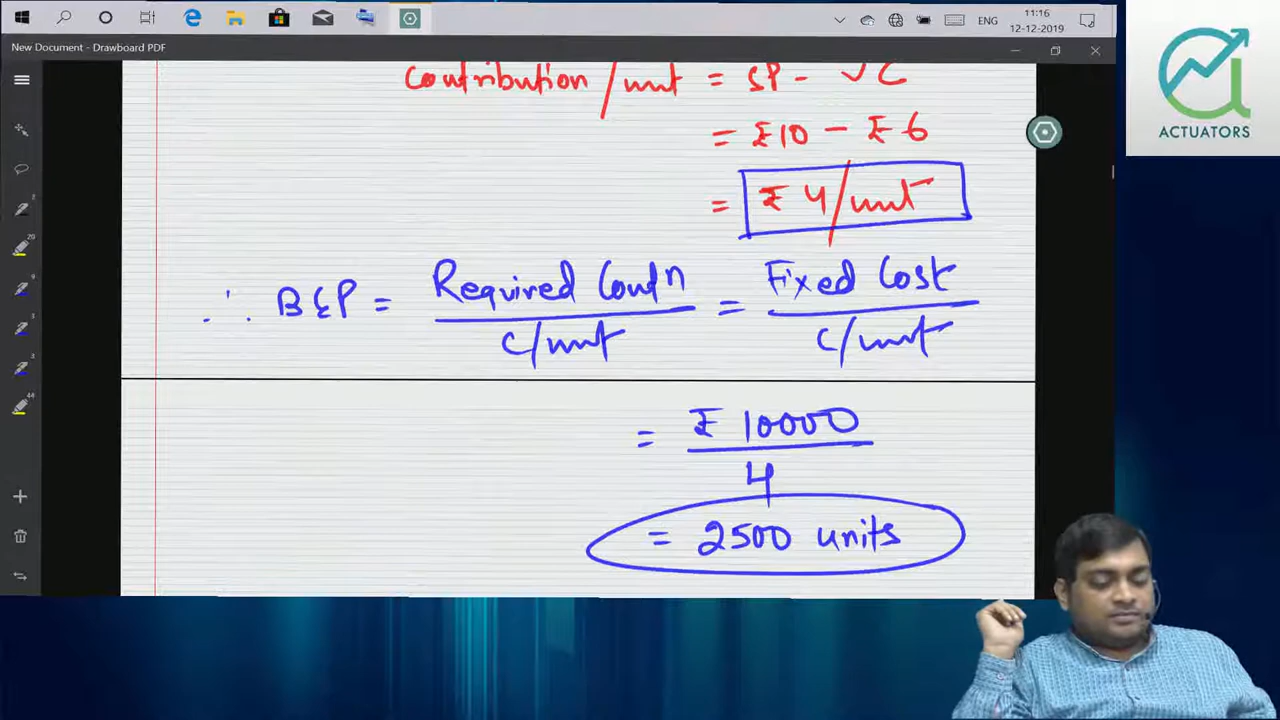 11:16
ENG
12-12-2019
New Document - Drawboard PDF
Contribution/unit = SP - VC
= ₹10 - ₹6
= ₹4/unit
∴ BEP = Required Contn / C/unit = Fixed Cost / C/unit
= ₹ 10000 / 4
= 2500 units
ACTUATORS